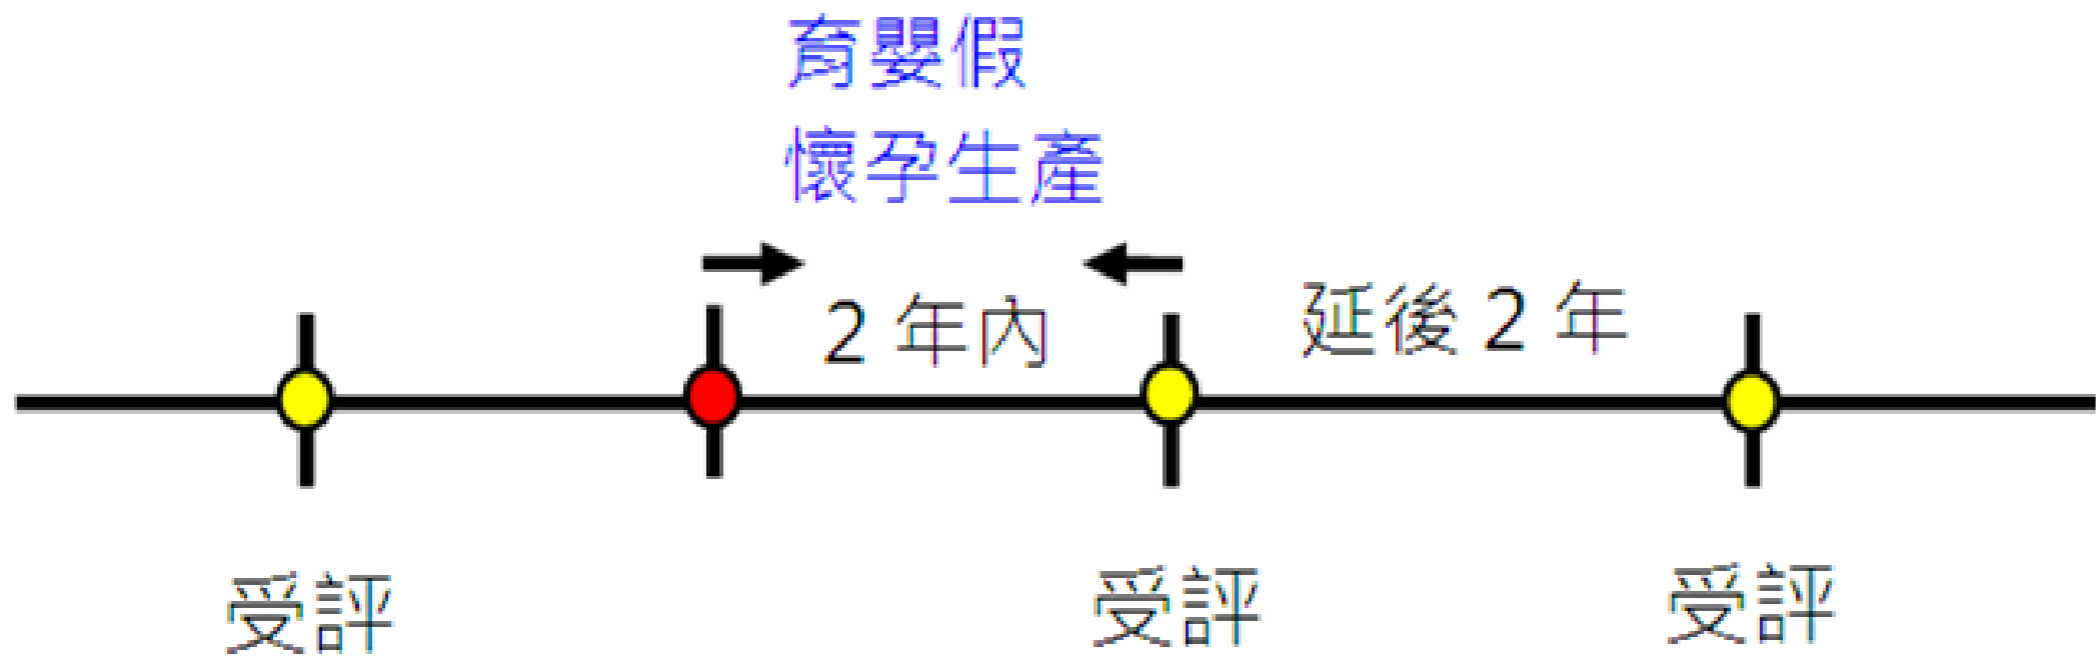 育嬰假
懷孕生產
2 年內
延後 2 年
受評
受評
受評